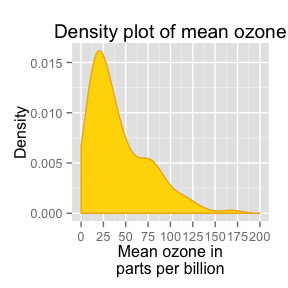 Density plot of mean ozone
0.015
0.010
0.005
0.000
Density
0 25 50 75 100 125 150 175 200
Mean ozone in
parts per billion